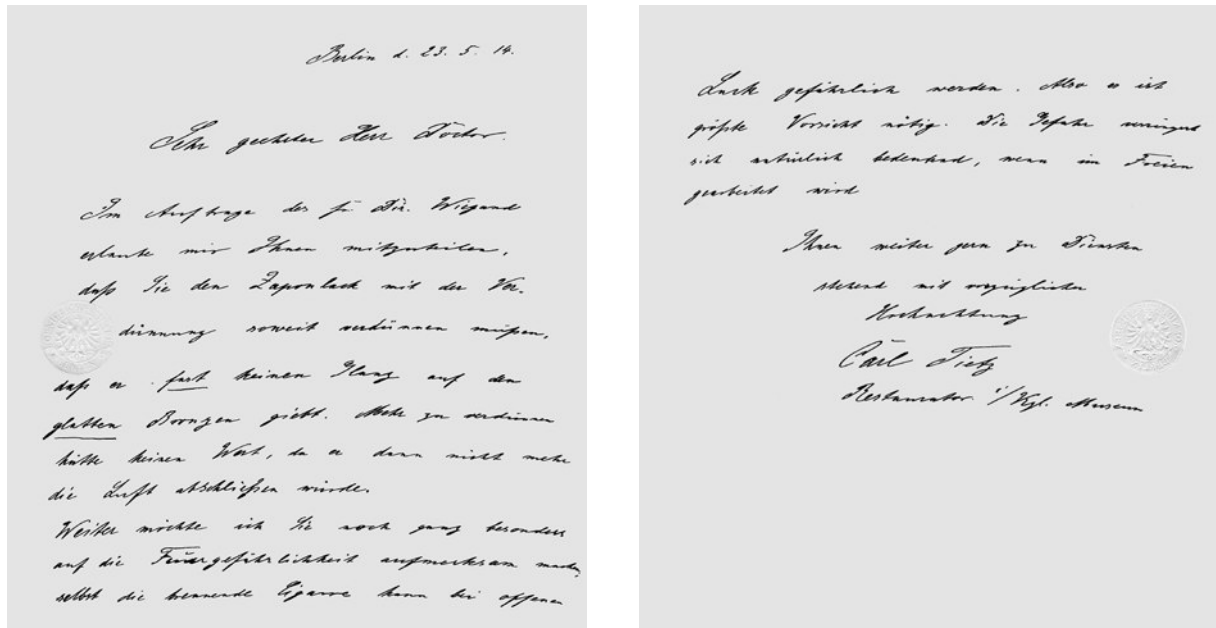 Berlin d. 23. 5. 14.
Sehr geehrter Herr Doctor.
Im Auftrage des H Dir. Wiegand
erlaube mir Ihnen mitzuteilen,
daß Sie den Zaponlack mit der Ver-
dünnung soweit verdünnen müßen,
daß er fast keinen Glanz auf den
glatten Bronzen giebt. Mehr zu verdünnen
hätte keinen Wert, da er dann nicht mehr
die Luft abschließen würde.
Weiter möchte ich Sie noch ganz besonders
auf die Feuergefährlichkeit aufmerksam machen,
selbst die brennende Cigarre kann bei offenem
Lack gefährlich werden. Also es ist
größte Vorsicht nötig. Die Gefahr verringert
sich natürlich bedeutend, wenn im Freien
gearbeitet wird
Ihnen weiter gern zu Diensten
stehend mit vorzüglicher
Hochachtung
Carl Tietz
Restaurator i/Kgl. Museum